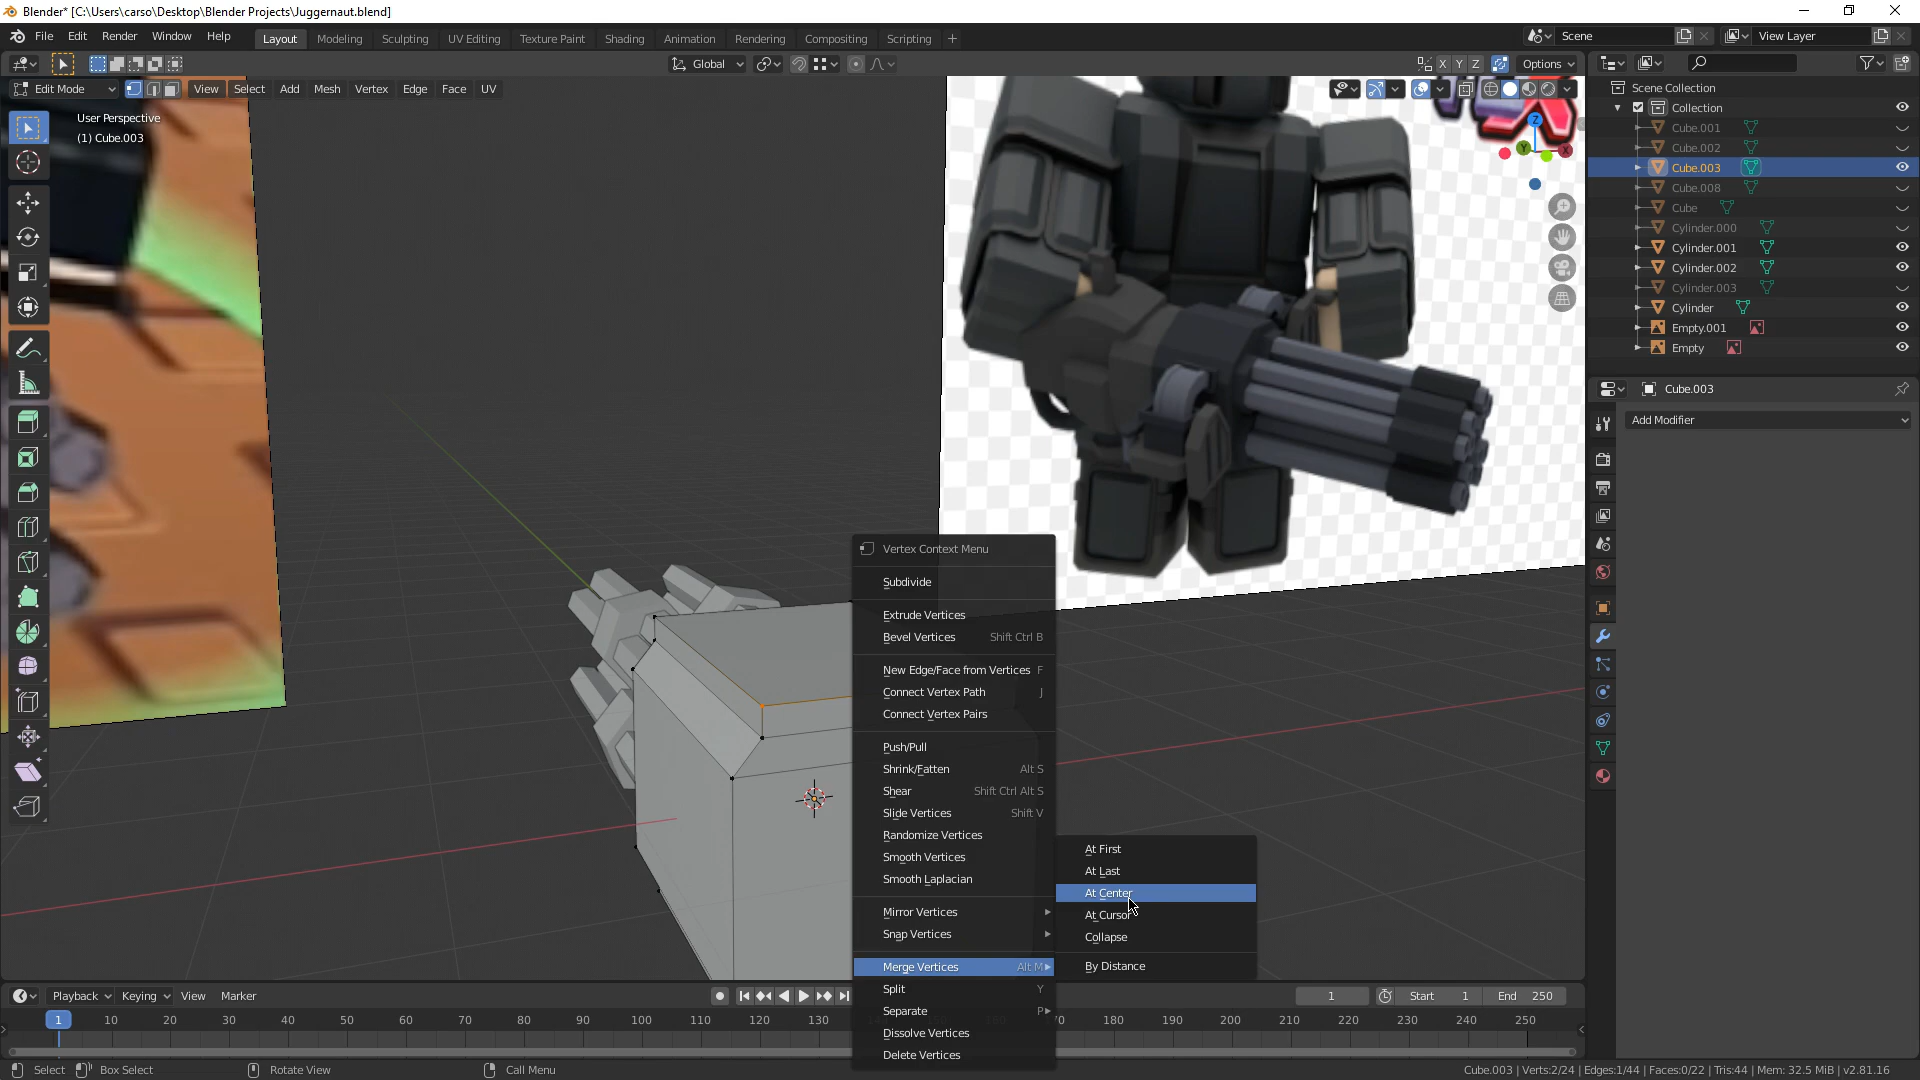 Blender* [C:\Users\carso\Desktop\Blender Projects\Juggernaut.blend]
File Edit Render Window Help
Layout Modeling Sculpting UV Editing Texture Paint Shading Animation Rendering Compositing Scripting +
Scene View Layer
Global X Y Z Options
Edit Mode View Select Add Mesh Vertex Edge Face UV
User Perspective
(1) Cube.003
Z
Y
X
Scene Collection
Collection
Cube.001
Cube.002
Cube.003
Cube.008
Cube
Cylinder.000
Cylinder.001
Cylinder.002
Cylinder.003
Cylinder
Empty.001
Empty
Cube.003
Add Modifier
Vertex Context Menu
Subdivide
Extrude Vertices
Bevel Vertices Shift Ctrl B
New Edge/Face from Vertices F
Connect Vertex Path J
Connect Vertex Pairs
Push/Pull
Shrink/Fatten Alt S
Shear Shift Ctrl Alt S
Slide Vertices Shift V
Randomize Vertices
Smooth Vertices
Smooth Laplacian
Mirror Vertices
Snap Vertices
Merge Vertices Alt M
Split Y
Separate P
Dissolve Vertices
Delete Vertices
At First
At Last
At Center
At Cursor
Collapse
By Distance
Playback Keying View Marker
1 Start 1 End 250
1 10 20 30 40 50 60 70 80 90 100 110 120 130 180 190 200 210 220 230 240 250
Select Box Select Rotate View Call Menu
Cube.003 | Verts:2/24 | Edges:1/44 | Faces:0/22 | Tris:44 | Mem: 32.5 MiB | v2.81.16